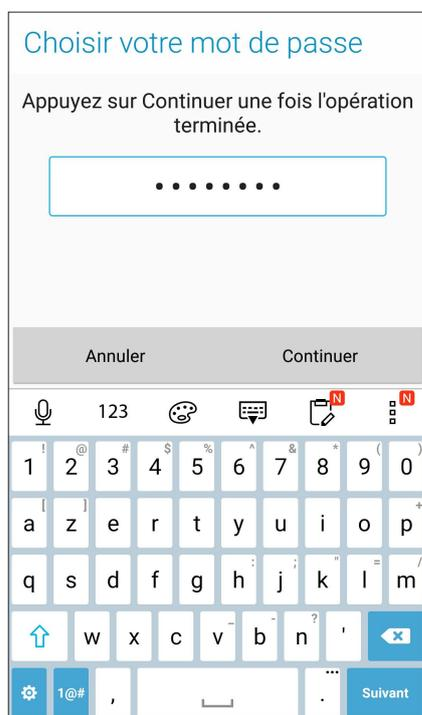 Choisir votre mot de passe
Appuyez sur Continuer une fois l'opération
terminée.
••••••••
Annuler Continuer
123 N N
! @ # $ % ^ & * ( )
1 2 3 4 5 6 7 8 9 0
[ ] +
a z e r t y u i o p
: ; " = /
q s d f g h j k l m
_ - ?
w x c v b n '
1@# , . ... Suivant